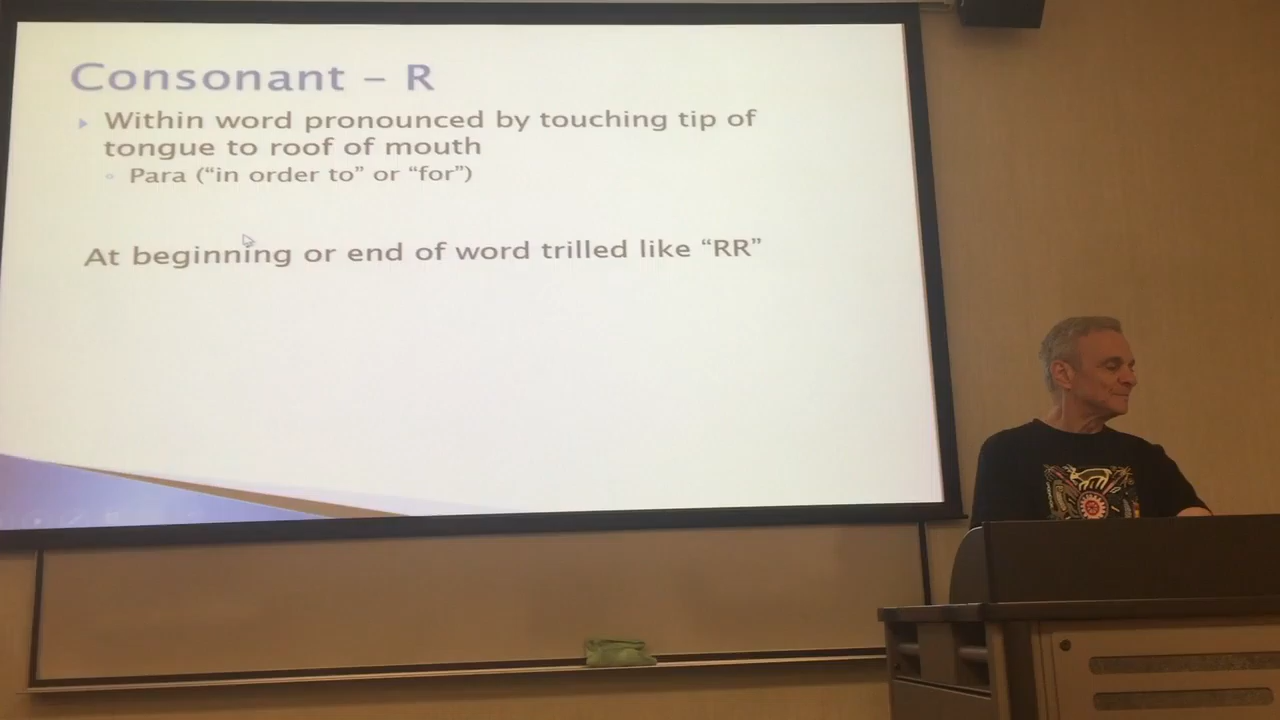 Consonant – R
Within word pronounced by touching tip of
tongue to roof of mouth
Para (“in order to” or “for”)
At beginning or end of word trilled like “RR”